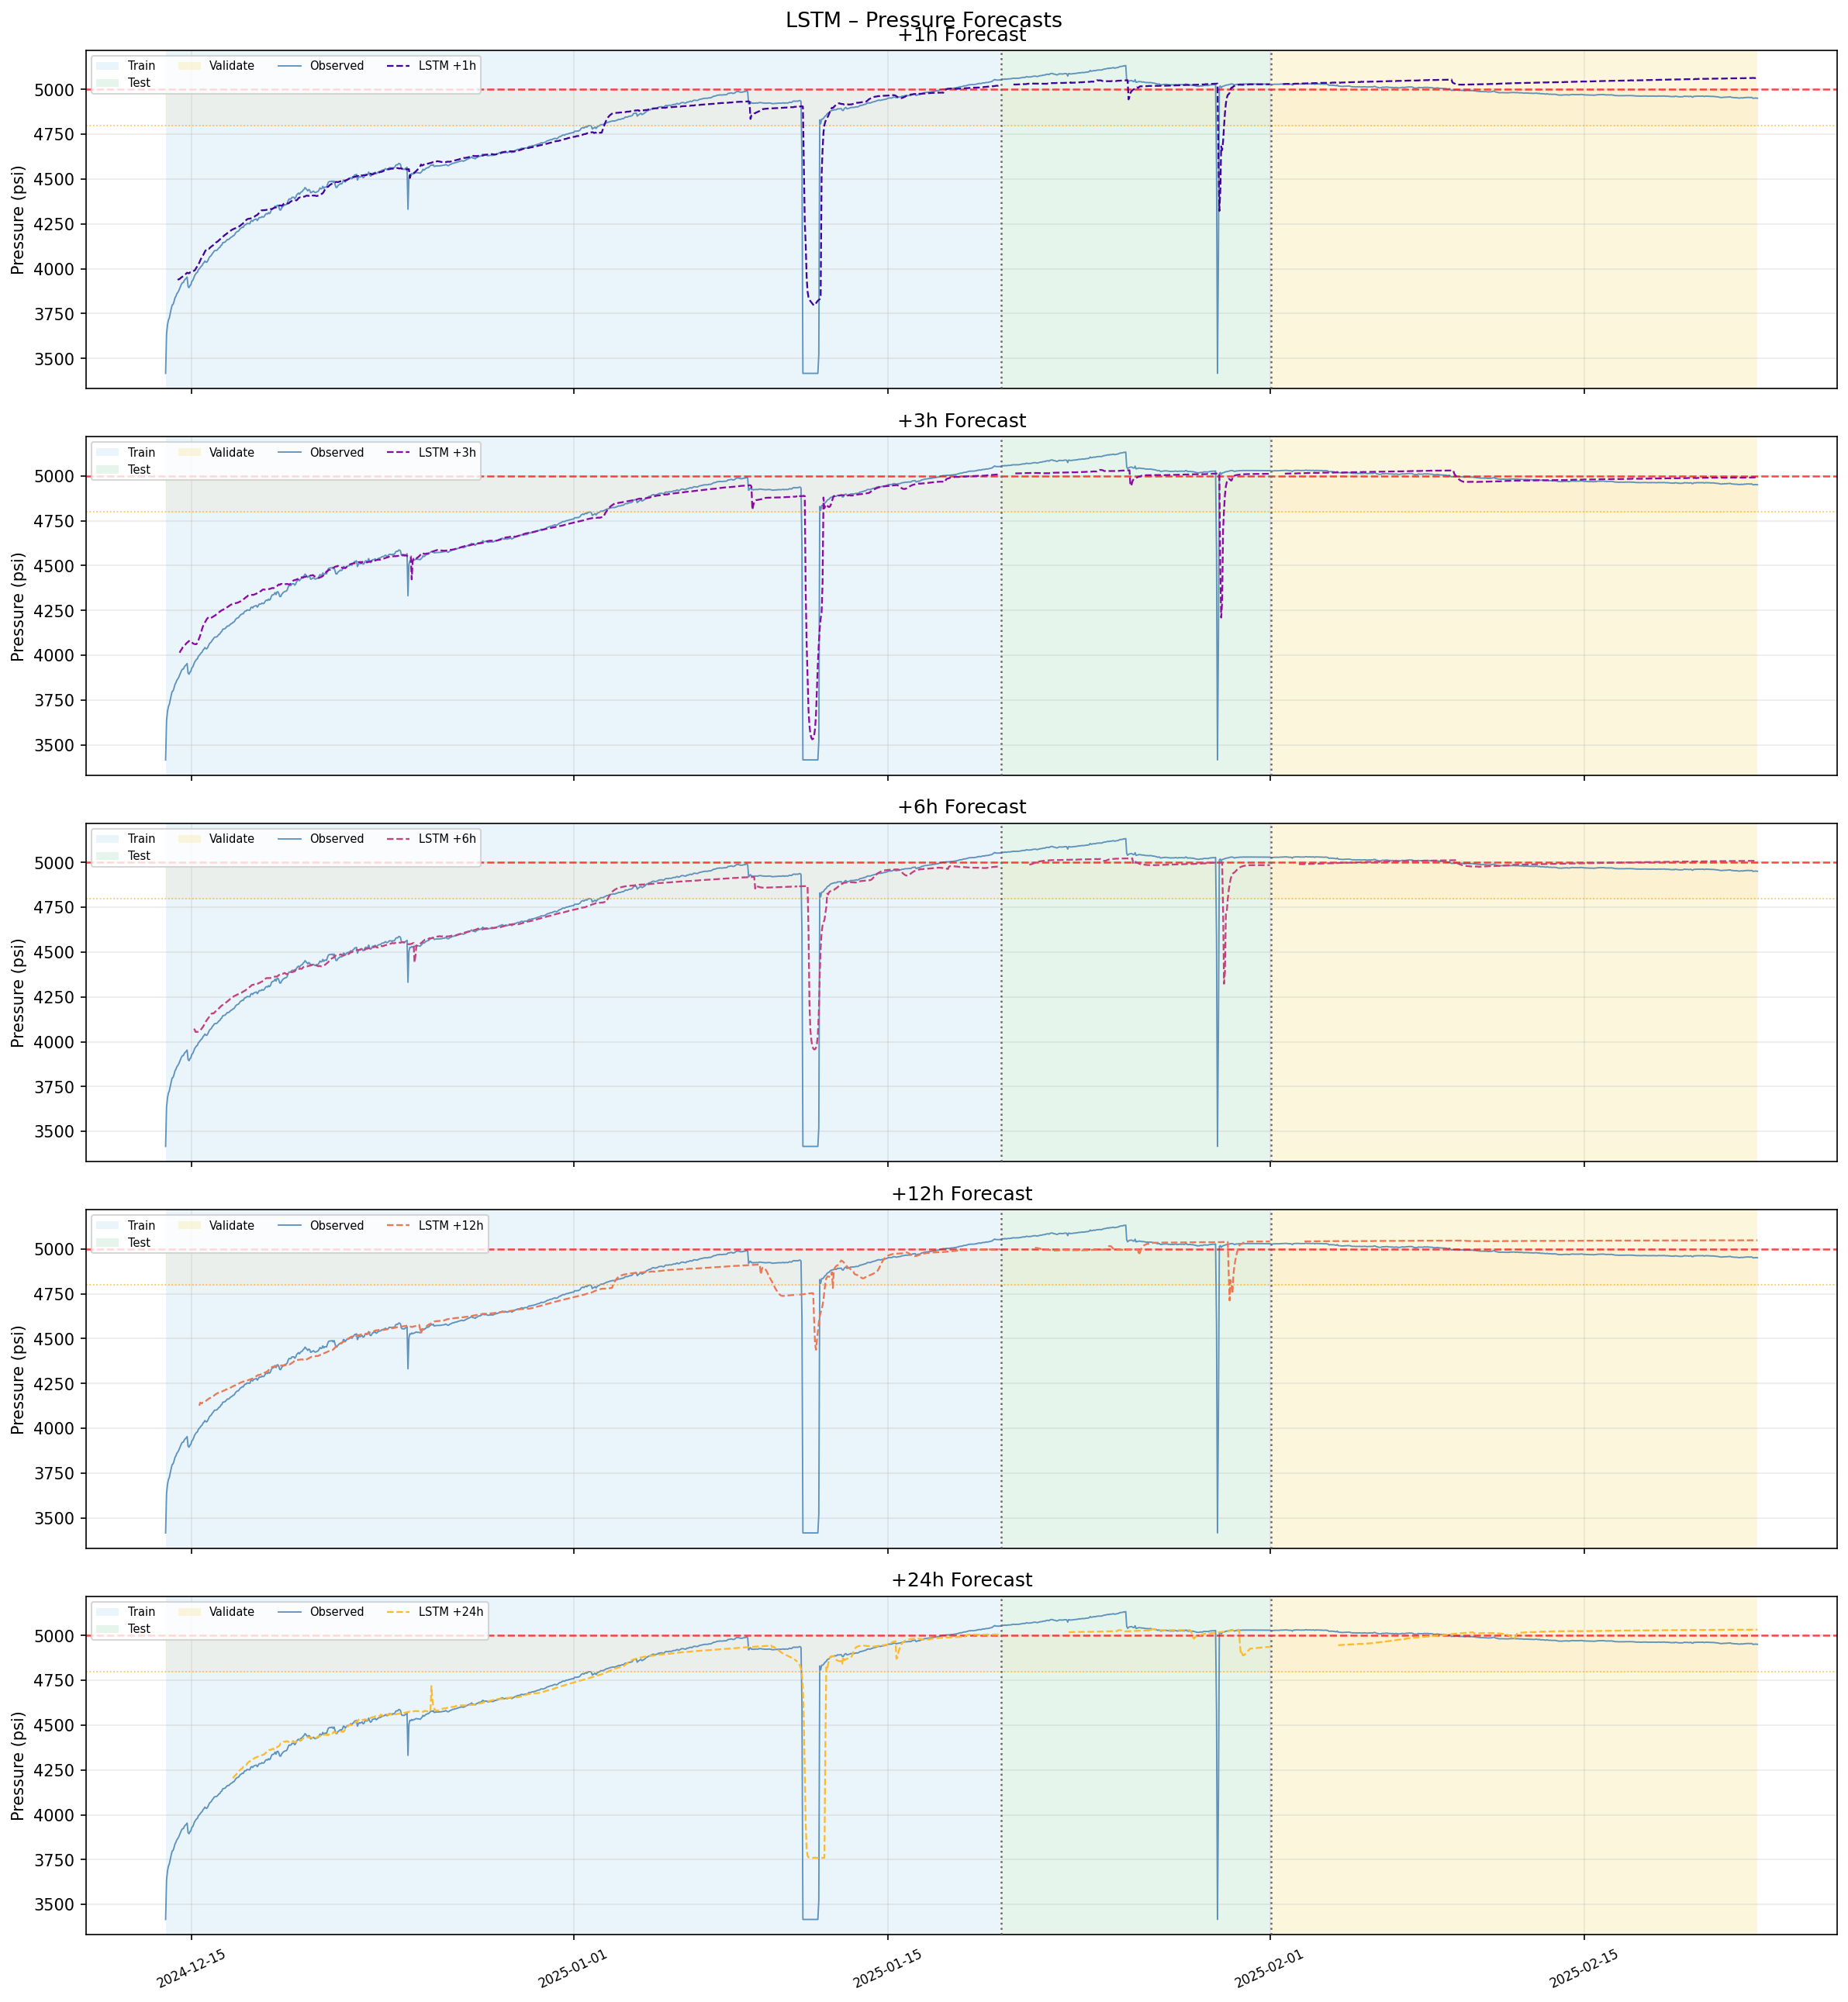 LSTM – Pressure Forecasts
+1h Forecast
Train Validate Observed LSTM +1h
Test
5000
4750
4500
4250
4000
3750
3500
Pressure (psi)
+3h Forecast
Train Validate Observed LSTM +3h
Test
5000
4750
4500
4250
4000
3750
3500
Pressure (psi)
+6h Forecast
Train Validate Observed LSTM +6h
Test
5000
4750
4500
4250
4000
3750
3500
Pressure (psi)
+12h Forecast
Train Validate Observed LSTM +12h
Test
5000
4750
4500
4250
4000
3750
3500
Pressure (psi)
+24h Forecast
Train Validate Observed LSTM +24h
Test
5000
4750
4500
4250
4000
3750
3500
Pressure (psi)
2024-12-15 2025-01-01 2025-01-15 2025-02-01 2025-02-15